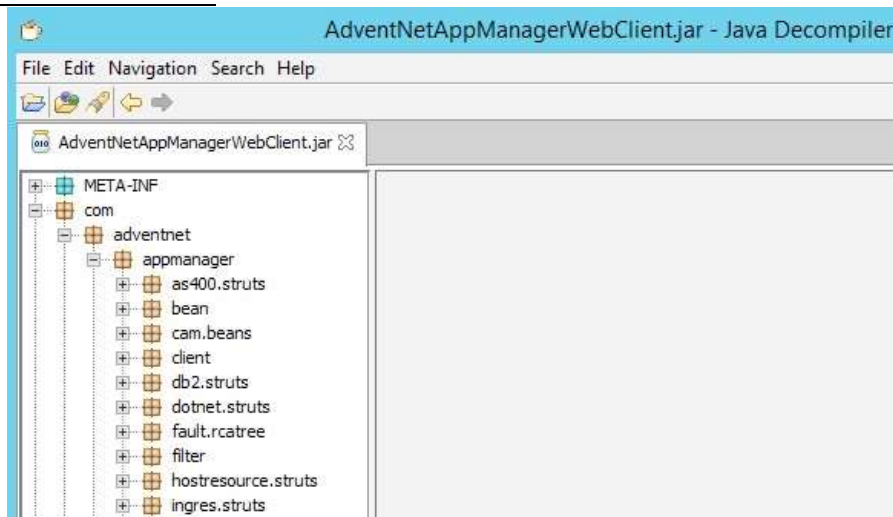 AdventNetAppManagerWebClient.jar - Java Decompiler
File Edit Navigation Search Help
010 AdventNetAppManagerWebClient.jar
META-INF
com
adventnet
appmanager
as400.struts
bean
cam.beans
client
db2.struts
dotnet.struts
fault.rcatree
filter
hostresource.struts
ingres.struts